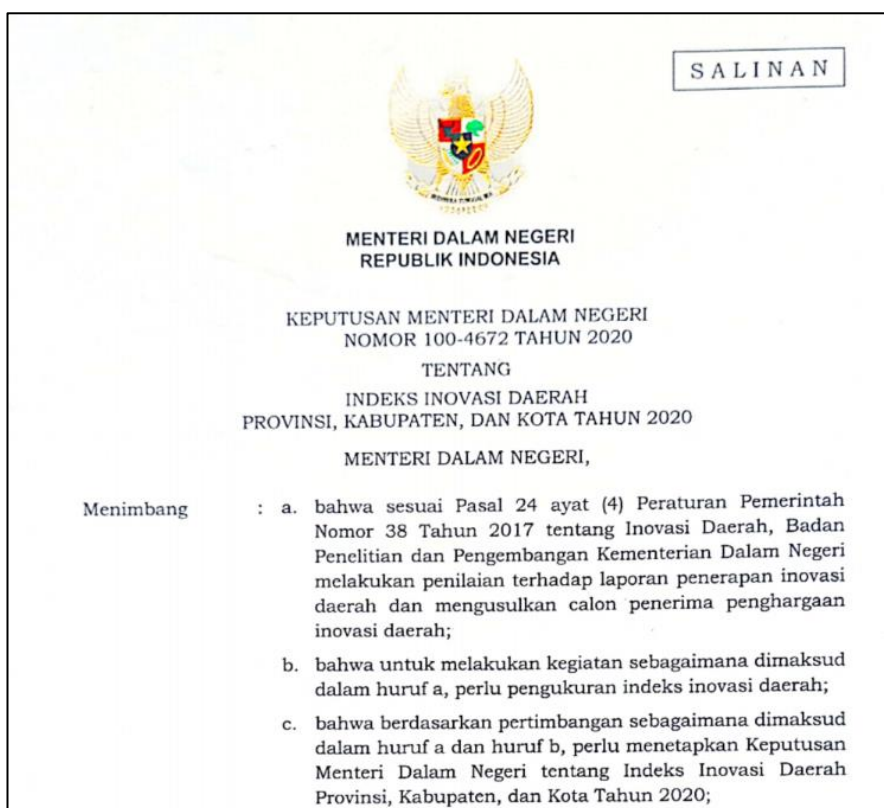 SALINAN
MENTERI DALAM NEGERI
REPUBLIK INDONESIA
KEPUTUSAN MENTERI DALAM NEGERI
NOMOR 100-4672 TAHUN 2020
TENTANG
INDEKS INOVASI DAERAH
PROVINSI, KABUPATEN, DAN KOTA TAHUN 2020
MENTERI DALAM NEGERI,
Menimbang : a. bahwa sesuai Pasal 24 ayat (4) Peraturan Pemerintah
Nomor 38 Tahun 2017 tentang Inovasi Daerah, Badan
Penelitian dan Pengembangan Kementerian Dalam Negeri
melakukan penilaian terhadap laporan penerapan inovasi
daerah dan mengusulkan calon penerima penghargaan
inovasi daerah;
b. bahwa untuk melakukan kegiatan sebagaimana dimaksud
dalam huruf a, perlu pengukuran indeks inovasi daerah;
c. bahwa berdasarkan pertimbangan sebagaimana dimaksud
dalam huruf a dan huruf b, perlu menetapkan Keputusan
Menteri Dalam Negeri tentang Indeks Inovasi Daerah
Provinsi, Kabupaten, dan Kota Tahun 2020;